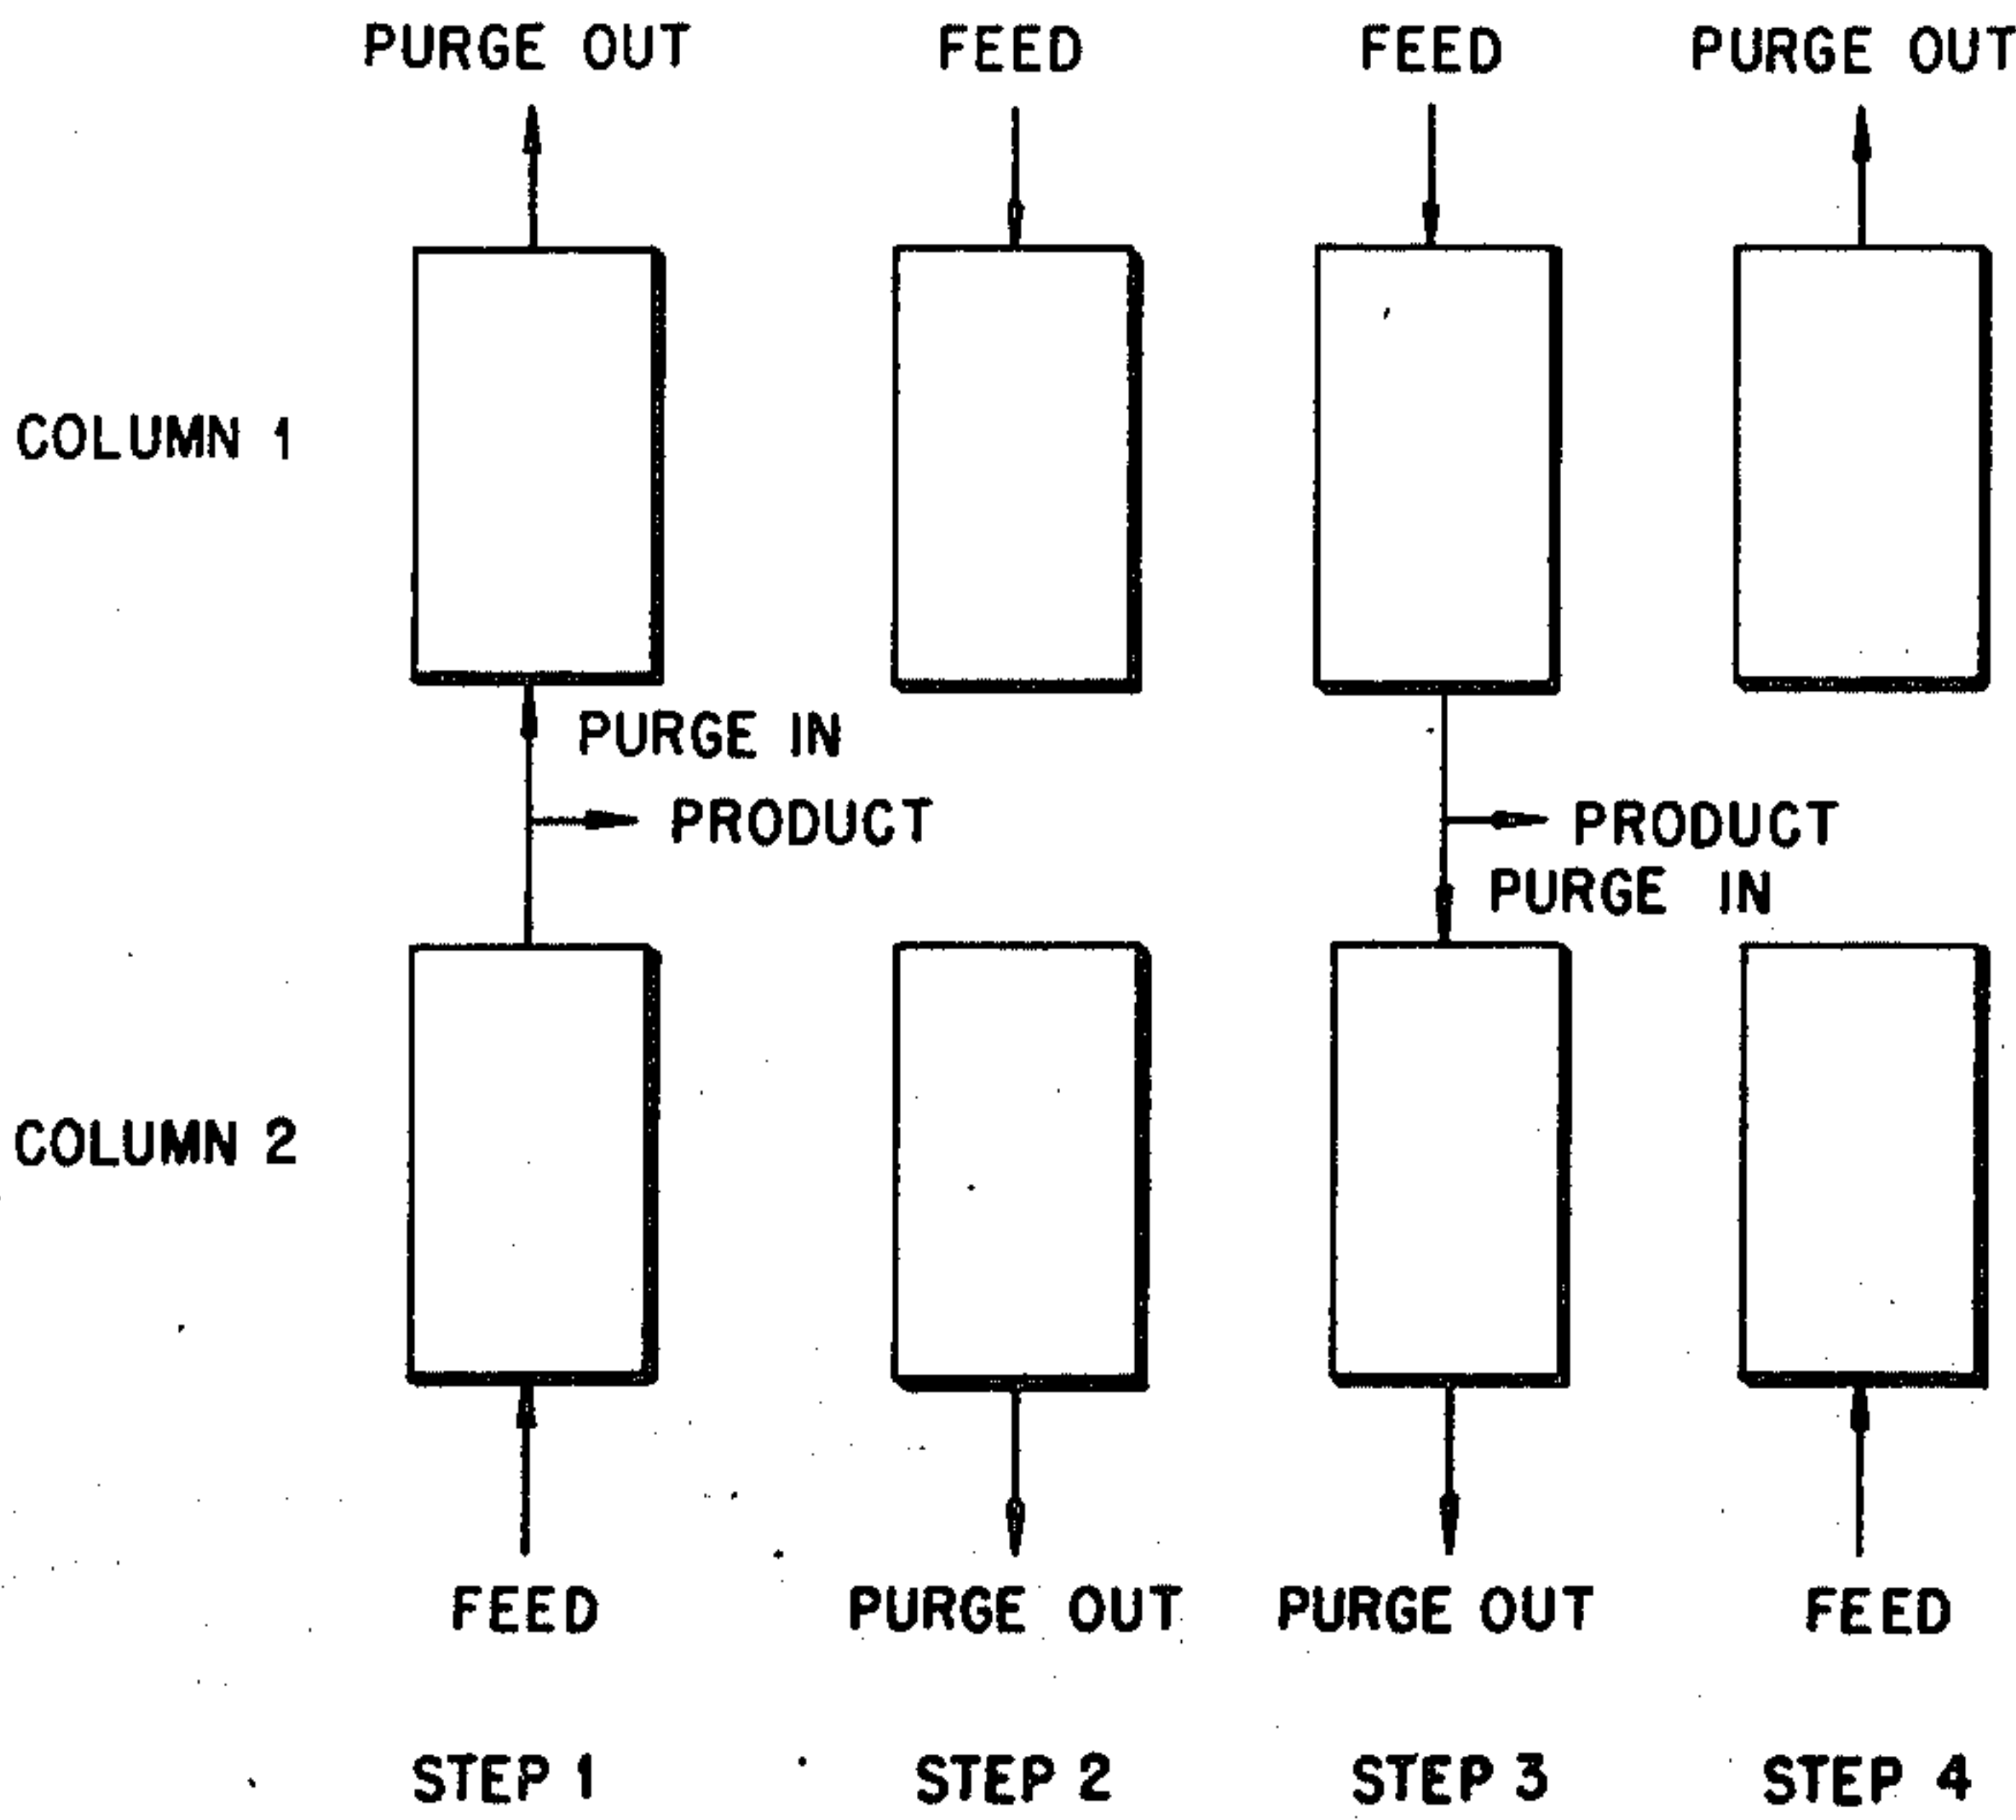 PURGE OUT FEED FEED PURGE OUT
COLUMN 1
PURGE IN
PRODUCT PRODUCT
PURGE IN
COLUMN 2
FEED PURGE OUT PURGE OUT FEED
STEP 1 STEP 2 STEP 3 STEP 4